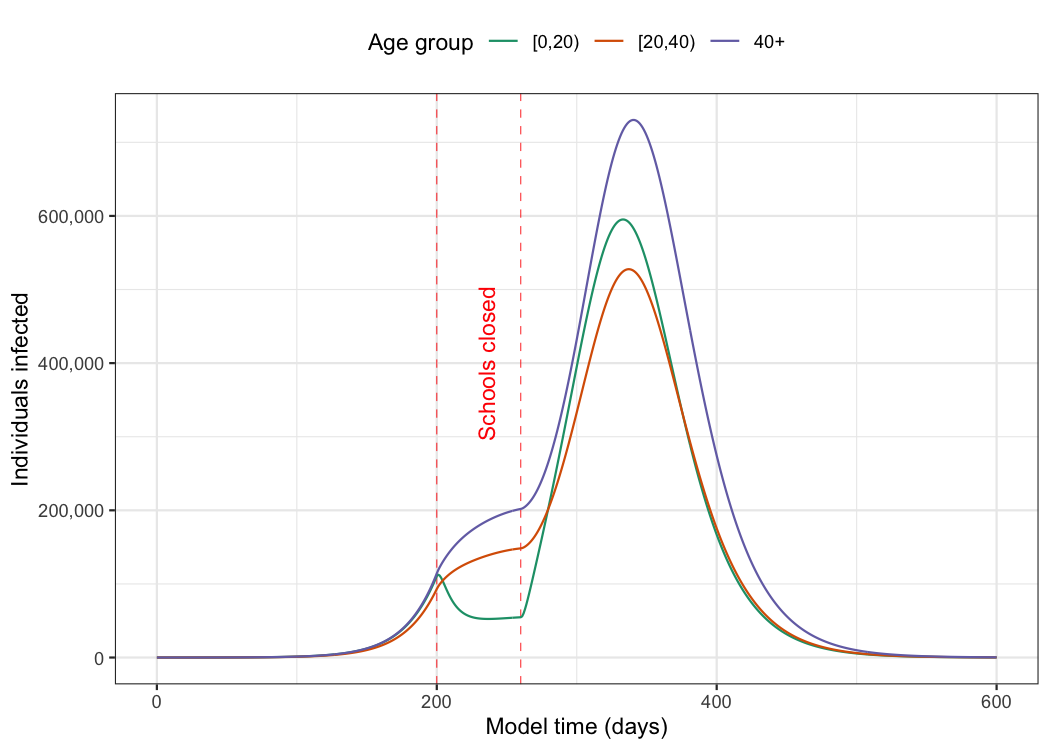 Age group [0,20) [20,40) 40+
Individuals infected
600,000
400,000
200,000
0
Schools closed
0 200 400 600
Model time (days)